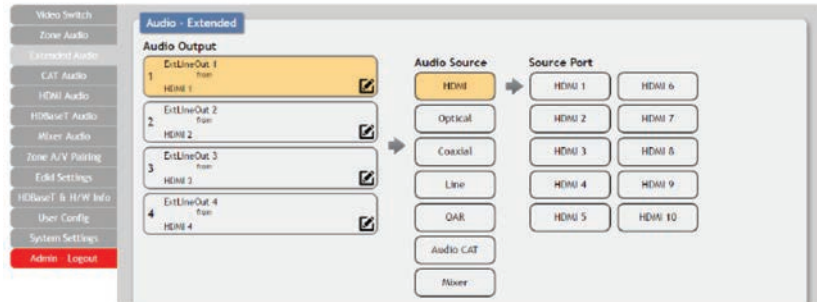 Video Switch
Zone Audio
Extended Audio
CAT Audio
HDMI Audio
HDBaseT Audio
Mixer Audio
Zone A/V Pairing
Edid Settings
HDBaseT & H/W Info
User Config
System Settings
Admin - Logout
Audio - Extended
Audio Output
1
ExtLineOut 1
from
HDMI 1
2
ExtLineOut 2
from
HDMI 2
3
ExtLineOut 3
from
HDMI 3
4
ExtLineOut 4
from
HDMI 4
Audio Source
HDMI
Optical
Coaxial
Line
OAR
Audio CAT
Mixer
Source Port
HDMI 1
HDMI 6
HDMI 2
HDMI 7
HDMI 3
HDMI 8
HDMI 4
HDMI 9
HDMI 5
HDMI 10